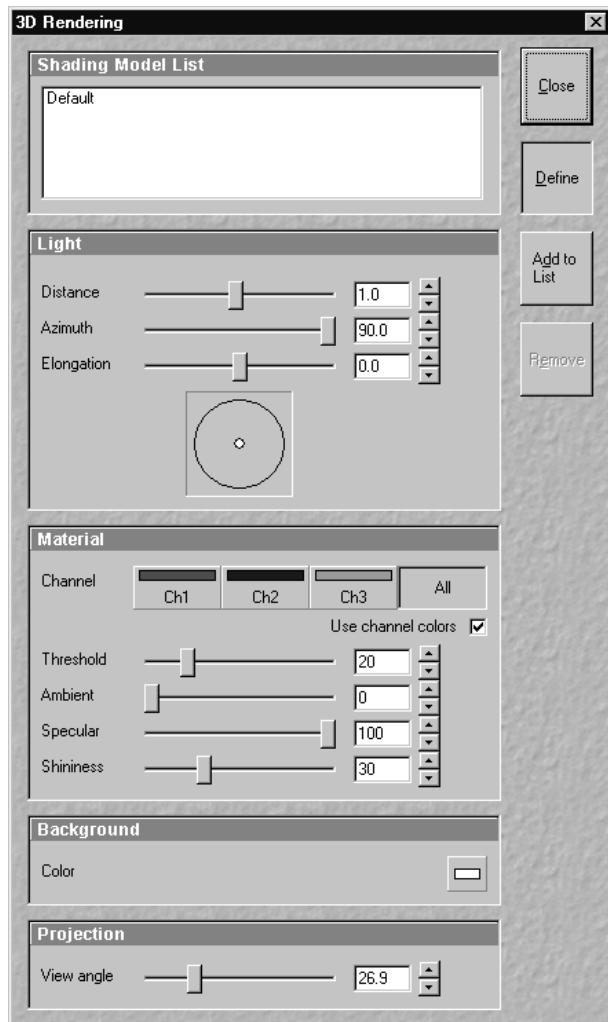 3D Rendering
Shading Model List
Default
Close
Define
Add to
List
Remove
Light
Distance 1.0
Azimuth 90.0
Elongation 0.0
Material
Channel Ch1 Ch2 Ch3 All
Use channel colors
Threshold 20
Ambient 0
Specular 100
Shininess 30
Background
Color
Projection
View angle 26.9